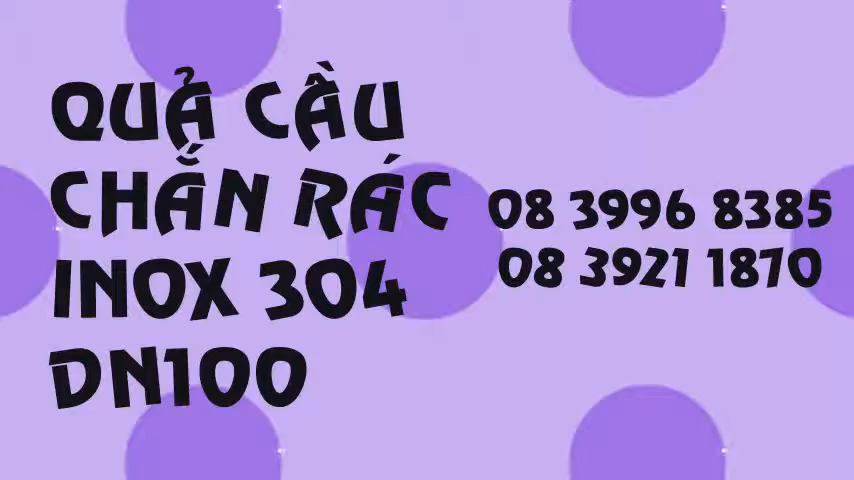 QUẢ CẦU
CHẮN RÁC
INOX 304
DN100
08 3996 8385
08 3921 1870